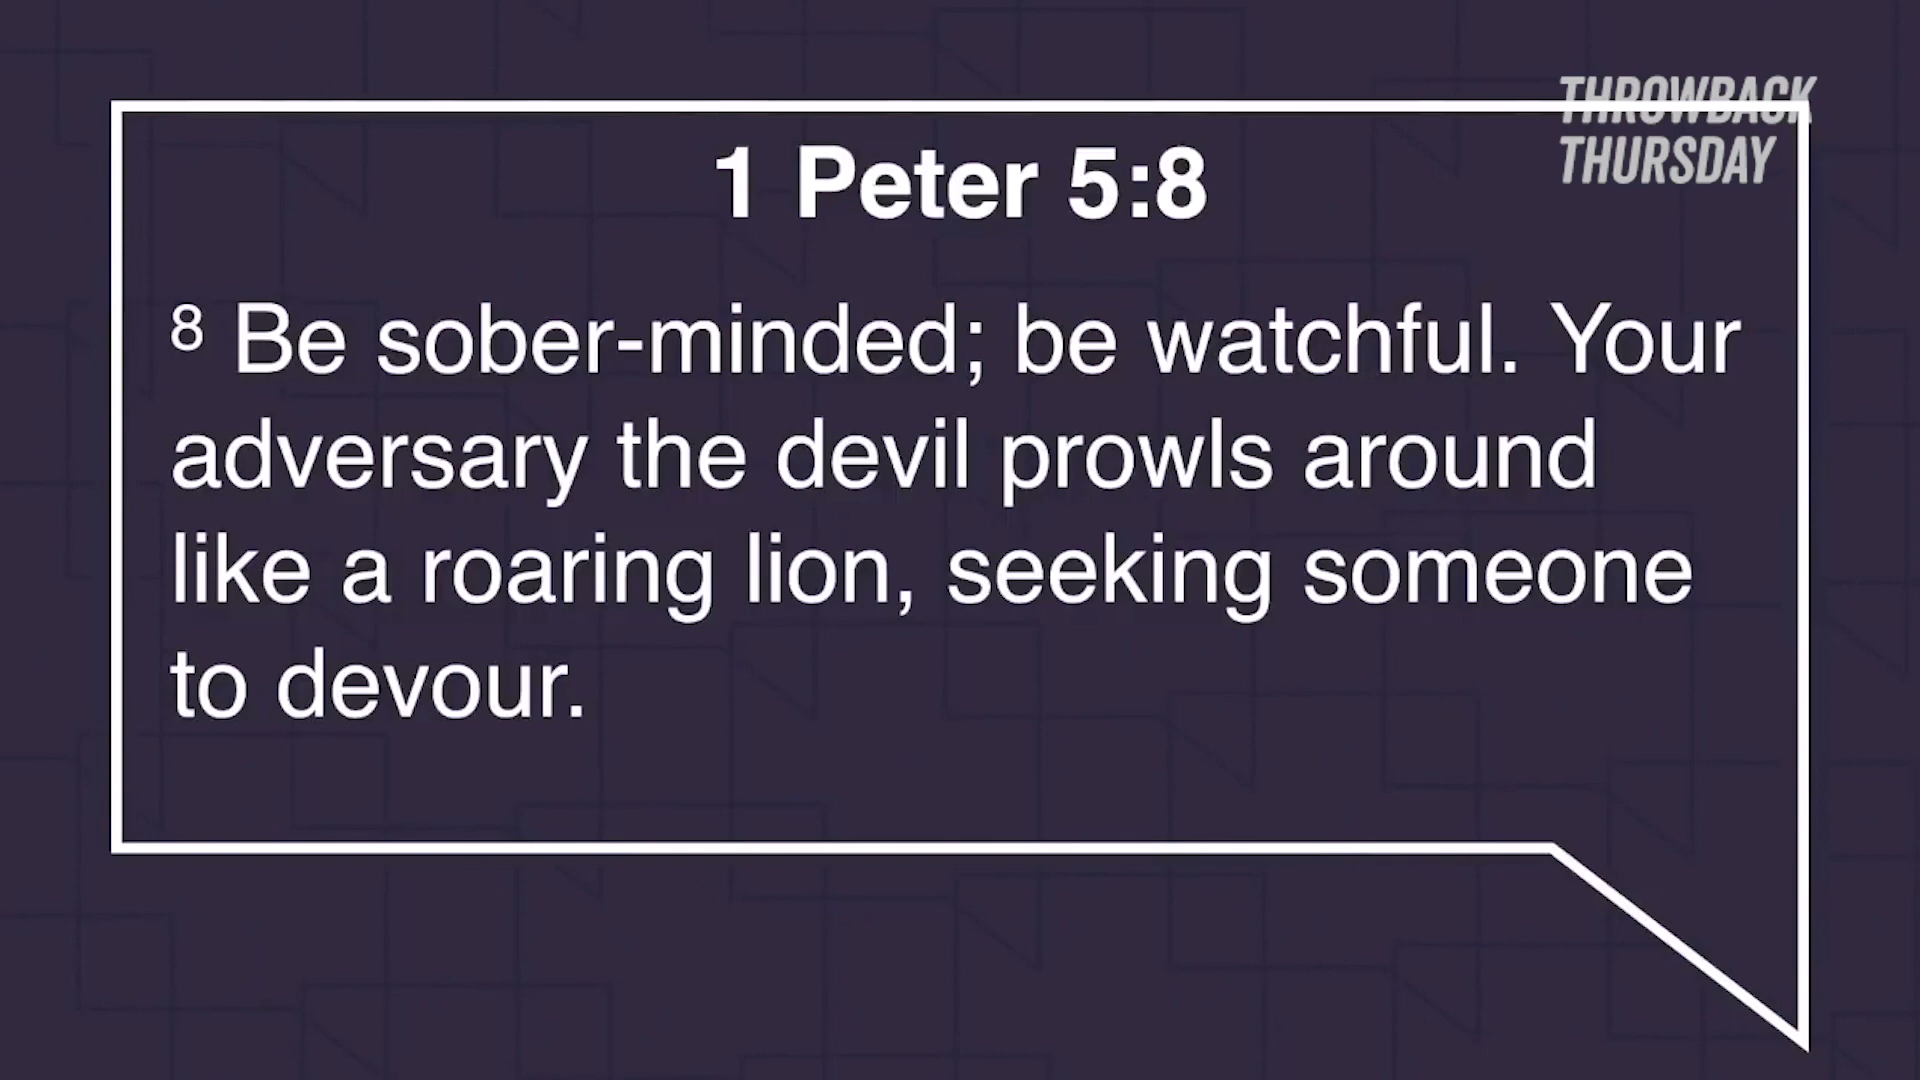 THROWBACK
THURSDAY
1 Peter 5:8
8 Be sober-minded; be watchful. Your
adversary the devil prowls around
like a roaring lion, seeking someone
to devour.